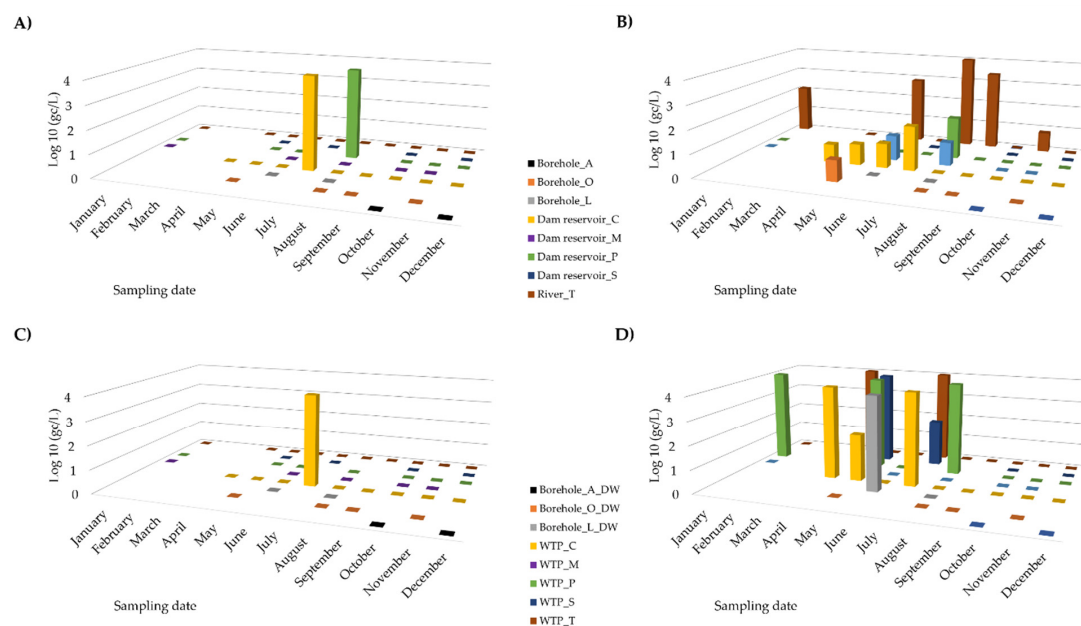 A)
B)
Log 10 (gc/L)
4
3
2
1
0
January
February
March
April
May
June
July
August
September
October
November
December
Sampling date
Borehole_A
Borehole_O
Borehole_L
Dam reservoir_C
Dam reservoir_M
Dam reservoir_P
Dam reservoir_S
River_T
Log 10 (gc/L)
4
3
2
1
0
January
February
March
April
May
June
July
August
September
October
November
December
Sampling date
C)
D)
Log 10 (gc/L)
4
3
2
1
0
January
February
March
April
May
June
July
August
September
October
November
December
Sampling date
Borehole_A_DW
Borehole_O_DW
Borehole_L_DW
WTP_C
WTP_M
WTP_P
WTP_S
WTP_T
Log 10 (gc/L)
4
3
2
1
0
January
February
March
April
May
June
July
August
September
October
November
December
Sampling date